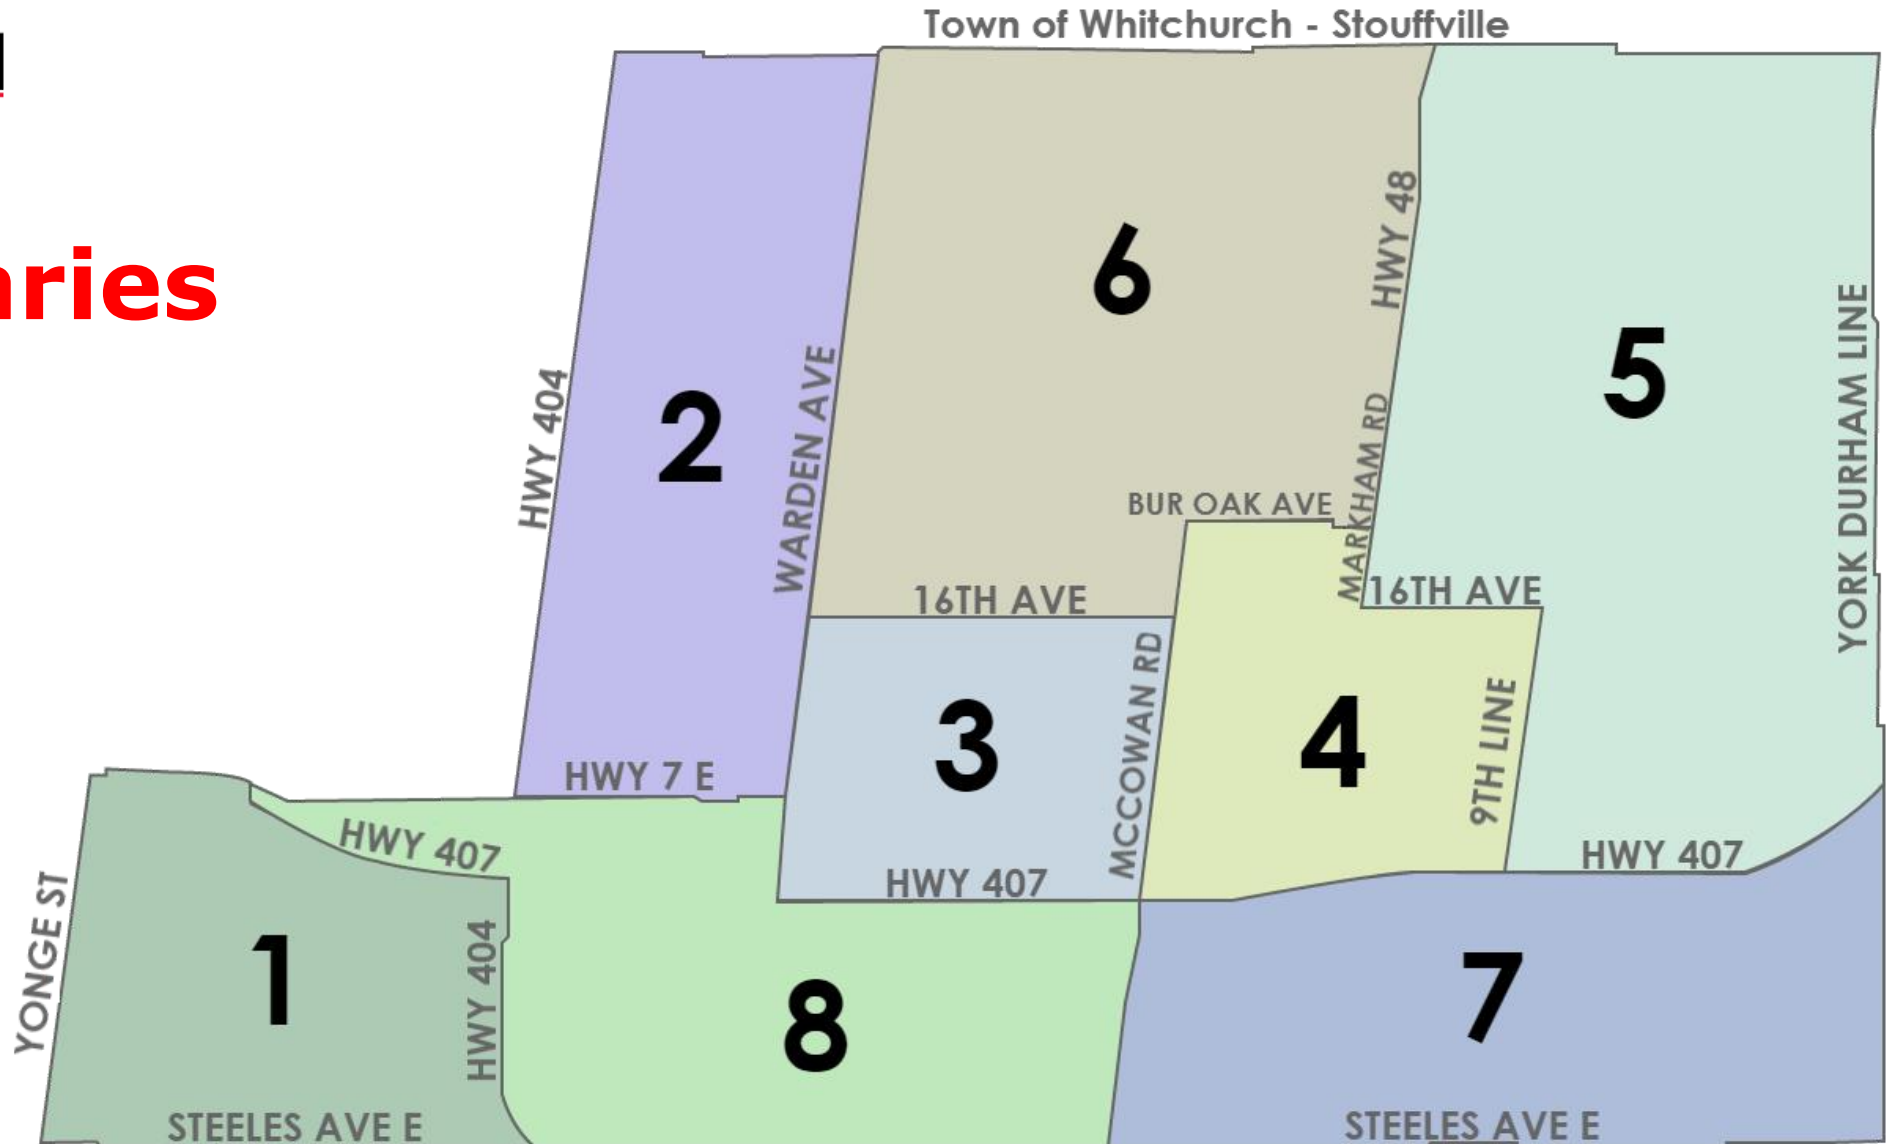 Town of Whitchurch - Stouffville
aries
6
HWY 48
5
YORK DURHAM LINE
HWY 404
2
WARDEN AVE
MARKHAM RD
BUR OAK AVE
16TH AVE
16TH AVE
3
MCCOWAN RD
4
9TH LINE
HWY 7 E
HWY 407
HWY 407
HWY 407
YONGE ST
1
HWY 404
8
7
STEELES AVE E
STEELES AVE E